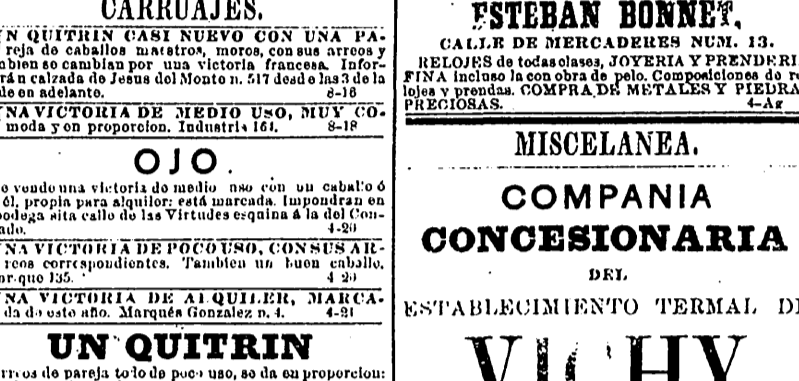 CARRUAJES.
N QUITRIN CASI NUEVO CON UNA PA-
reja de caballos maestros, moros, con sus arreos y
mbien se cambian por una victoria francesa. Infor-
rán calzada de Jesus del Monto n. 517 desde las 3 de la
de en adelante. 8-16
NA VICTORIA DE MEDIO USO, MUY CO-
moda y en proporcion. Industria 164. 8-18
OJO.
e vende una victoria de medio uso con un caballo ó
él, propia para alquilor: está marcada. Impondran en
bodega sita calle de las Virtudes esquina á la del Con-
ado. 4-20
NA VICTORIA DE POCO USO, CON SUS AR-
reos correspondientes. Tambien un buen caballo,
que 135. 4-20
NA VICTORIA DE ALQUILER, MARCA-
da de este año. Marqués Gonzalez n. 4. 4-21
UN QUITRIN
rreos de pareja todo de poco uso, se da en proporcion:
ESTEBAN BONNET,
CALLE DE MERCADERES NUM. 13.
RELOJES de todas clases, JOYERIA Y PRENDERI
FINA incluso la con obra de pelo. Composiciones de re
lojes y prendas. COMPRA DE METALES Y PIEDRA
PRECIOSAS. 4-Ag
MISCELANEA.
COMPANIA
CONCESIONARIA
DEL
ESTABLECIMIENTO TERMAL DE
VICHY